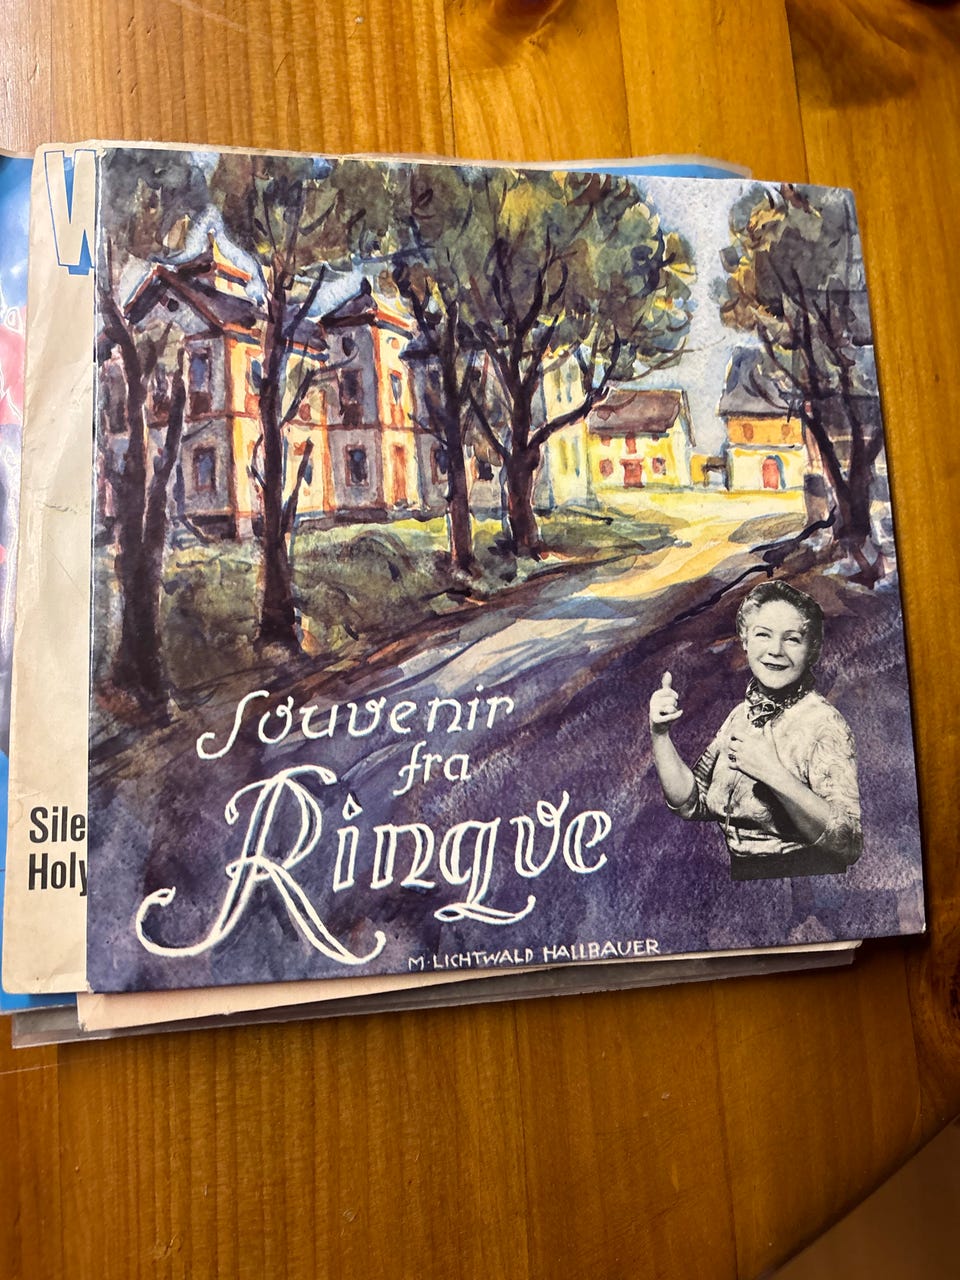 W
Souvenir
fra
Ringve
Sile
Holy
M. LICHTWALD HALLBAUER